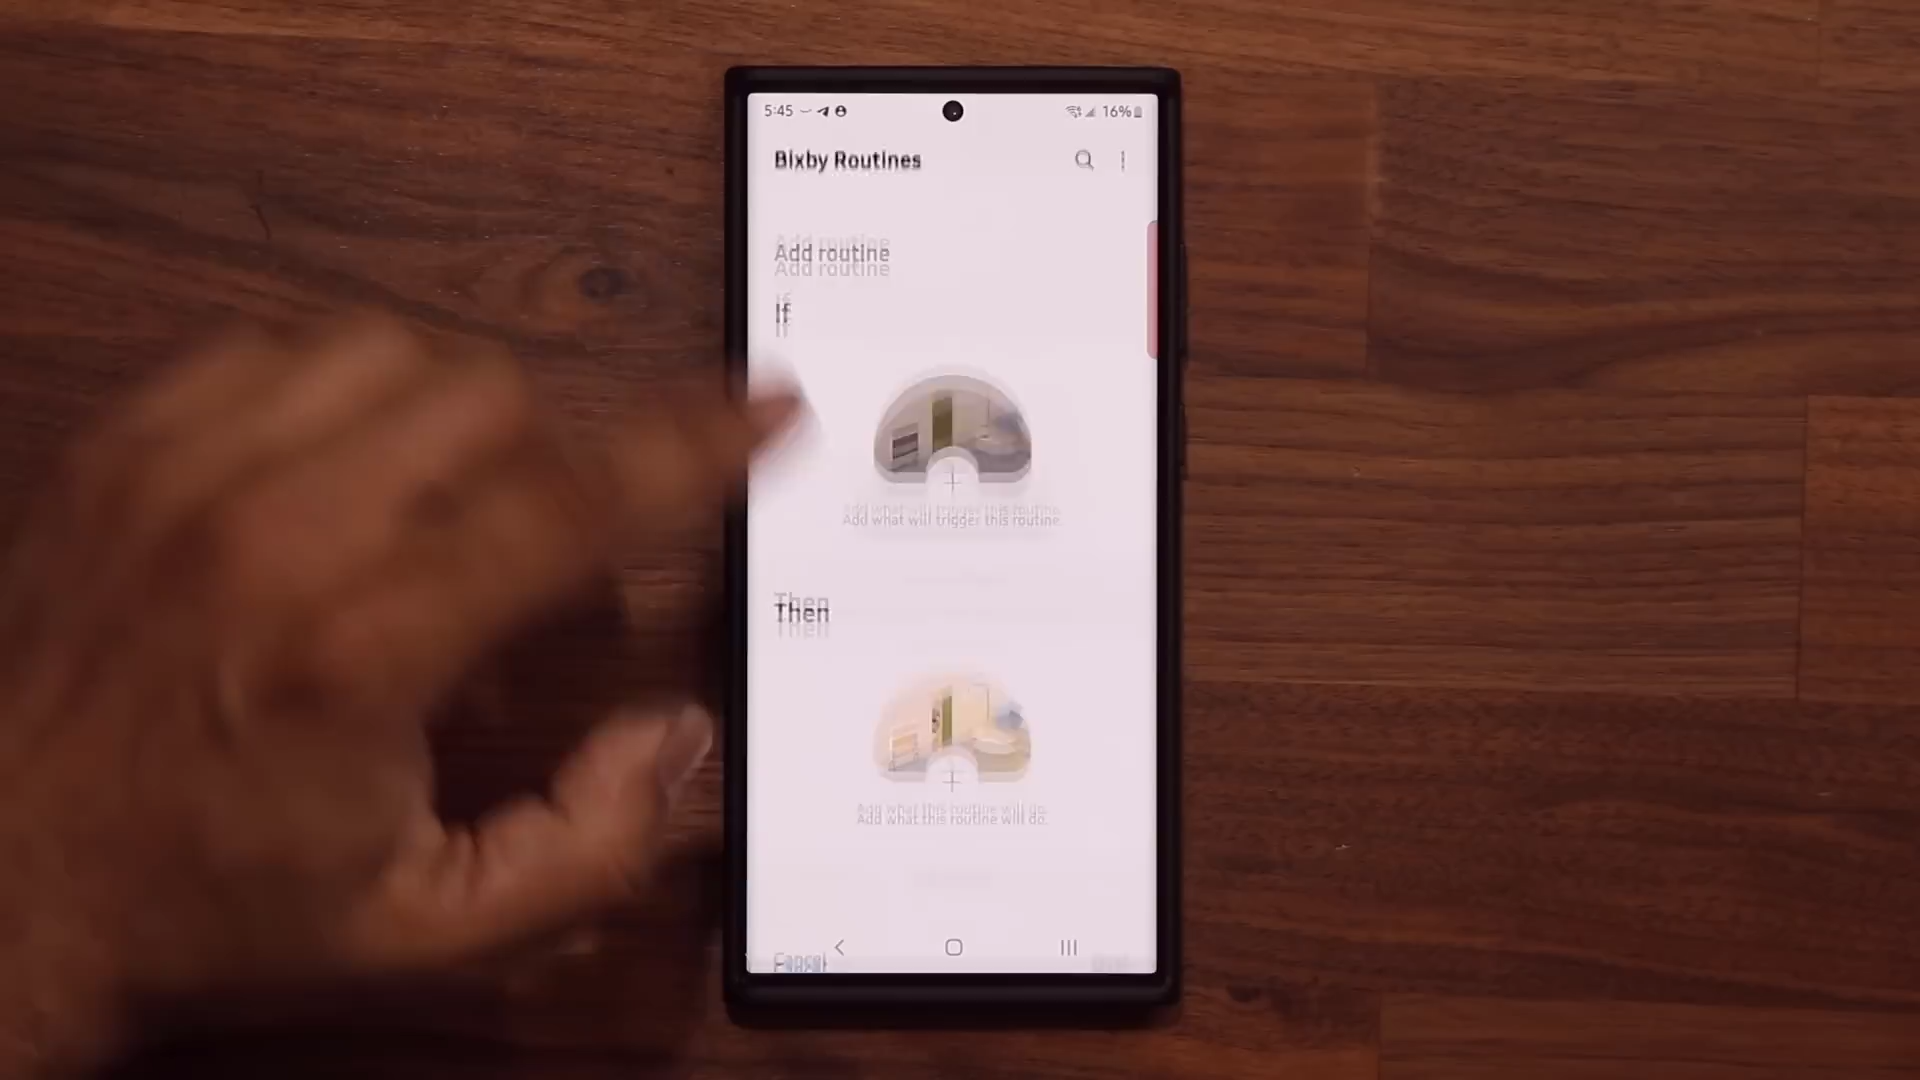 5:45
16%
Bixby Routines
Add routine
If
Add what will trigger this routine.
Then
Add what this routine will do.
Cancel